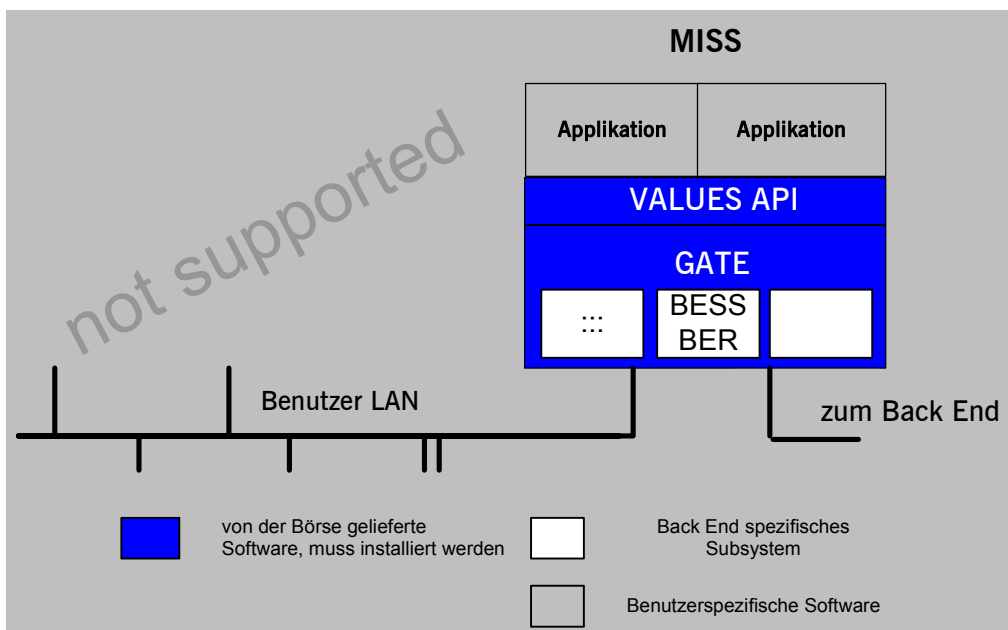 MISS
Applikation Applikation
VALUES API
GATE
:::
BESS
BER
not supported
Benutzer LAN
zum Back End
von der Börse gelieferte
Software, muss installiert werden
Back End spezifisches
Subsystem
Benutzerspezifische Software